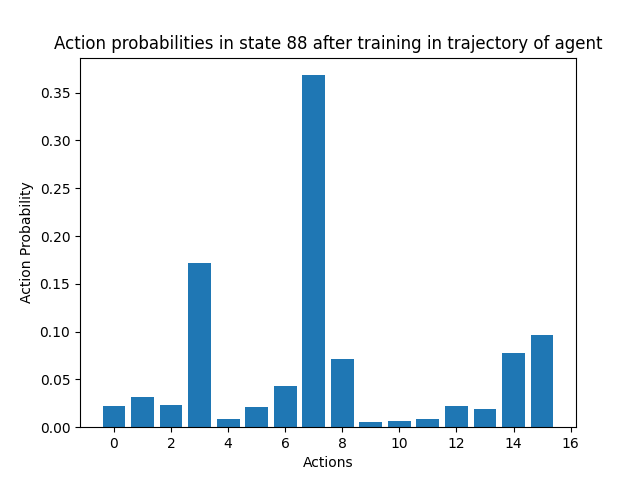 Action probabilities in state 88 after training in trajectory of agent
0.35
0.30
0.25
0.20
0.15
0.10
0.05
0.00
Action Probability
0 2 4 6 8 10 12 14 16
Actions